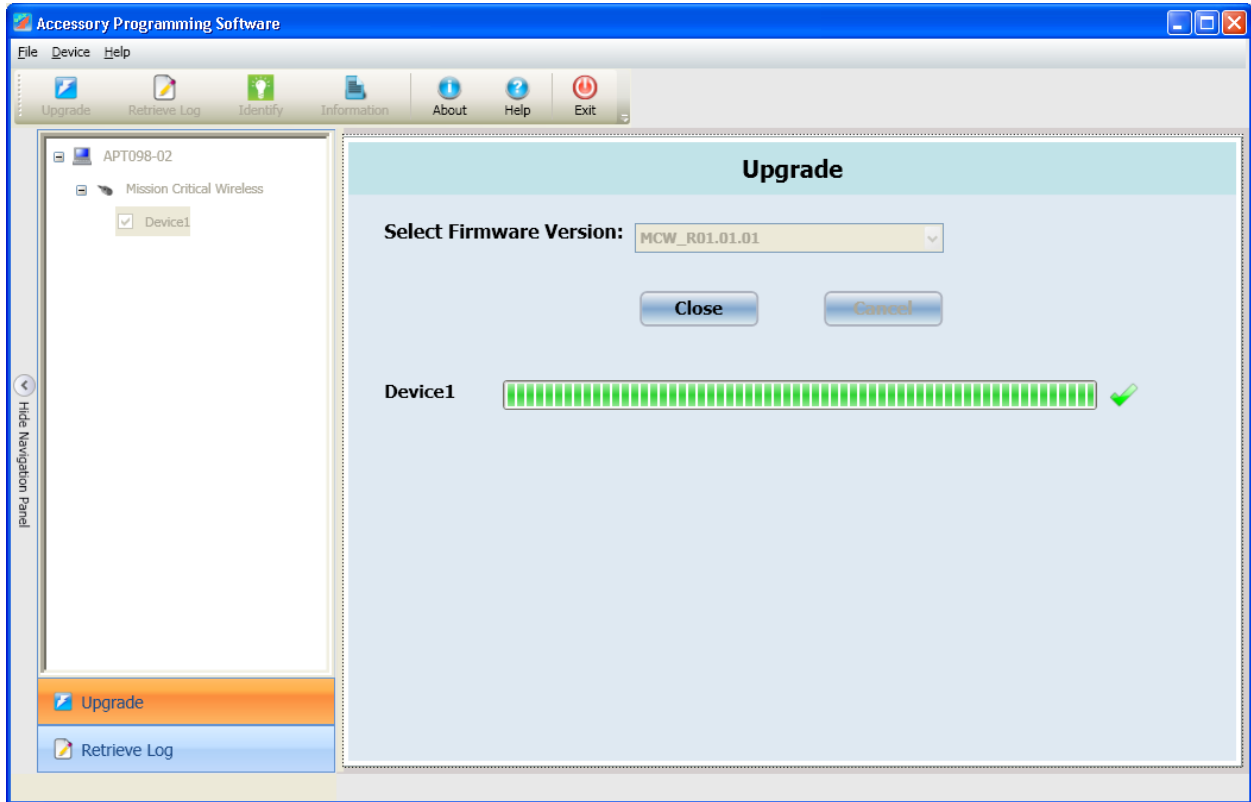 Accessory Programming Software
File Device Help
Upgrade Retrieve Log Identify Information About Help Exit
APT098-02
Mission Critical Wireless
Device1
Hide Navigation Panel
Upgrade
Retrieve Log
Upgrade
Select Firmware Version: MCW_R01.01.01
Close Cancel
Device1